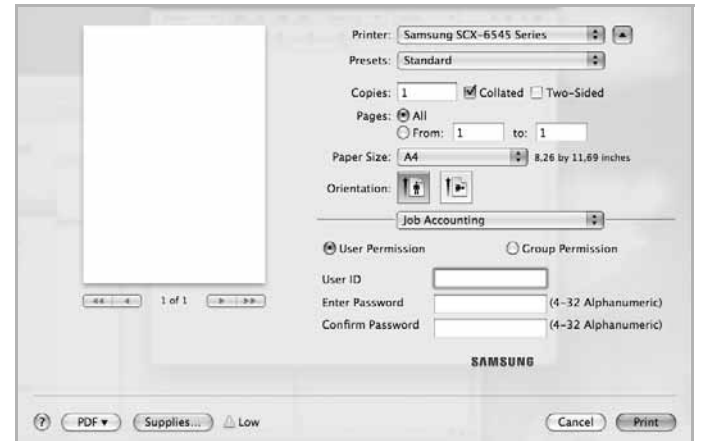 Printer: Samsung SCX-6545 Series
Presets: Standard
Copies: 1 Collated Two-Sided
Pages: All
From: 1 to: 1
Paper Size: A4 8,26 by 11,69 inches
Orientation:
Job Accounting
User Permission Group Permission
User ID
1 of 1
Enter Password (4-32 Alphanumeric)
Confirm Password (4-32 Alphanumeric)
SAMSUNG
? PDF▼ Supplies... Low Cancel Print